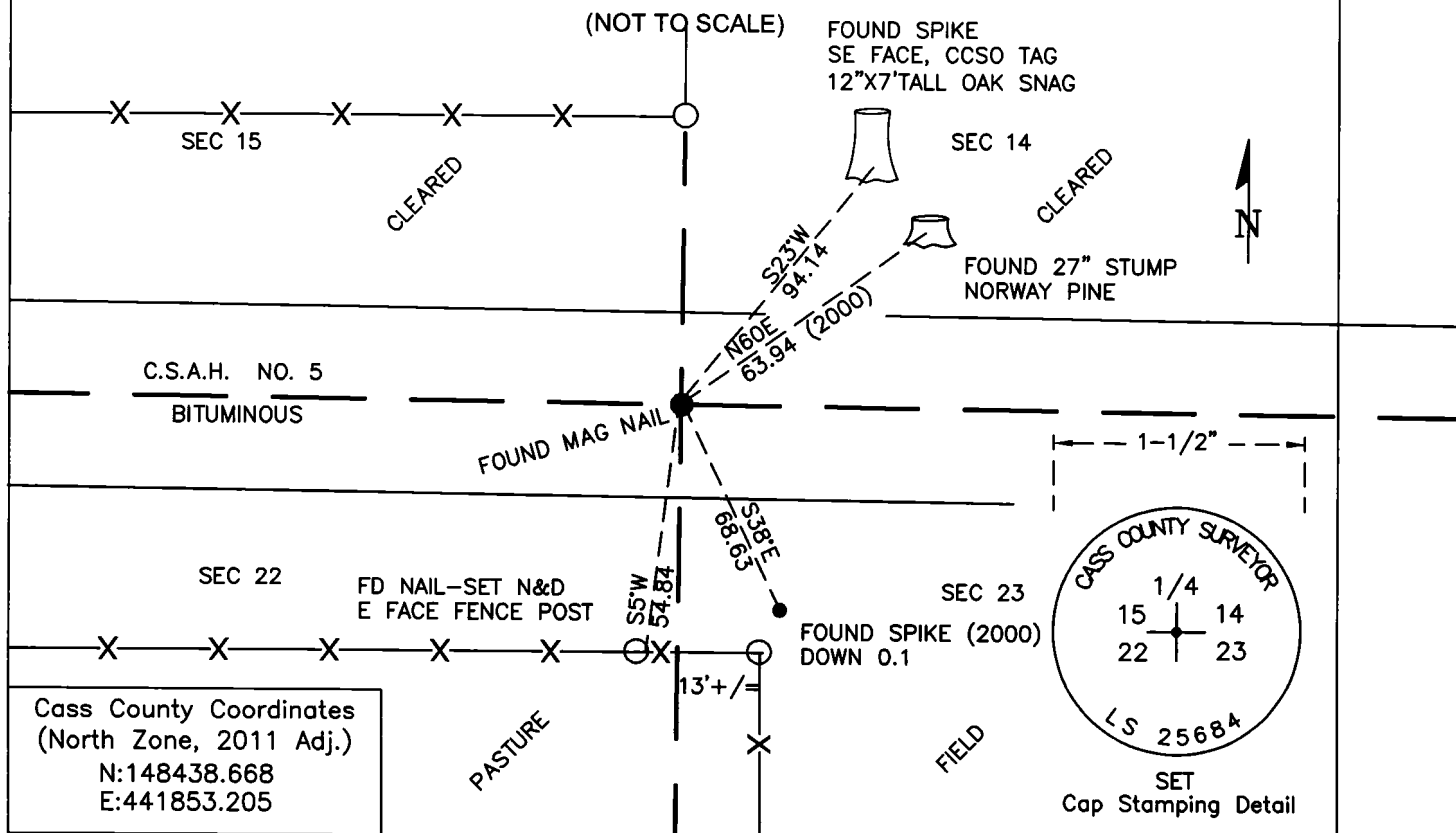 (NOT TO SCALE)
FOUND SPIKE
SE FACE, CCSO TAG
12"X7'TALL OAK SNAG
SEC 15
SEC 14
CLEARED
CLEARED
N
S23°W
94.14
FOUND 27" STUMP
NORWAY PINE
N60E
63.94 (2000)
C.S.A.H. NO. 5
BITUMINOUS
FOUND MAG NAIL
1-1/2"
S38°E
68.63
S5°W
54.84
SEC 22
FD NAIL-SET N&D
E FACE FENCE POST
SEC 23
FOUND SPIKE (2000)
DOWN 0.1
13'+/=
CASS COUNTY SURVEYOR
1/4
15 14
22 23
LS 25684
SET
Cap Stamping Detail
PASTURE
FIELD
Cass County Coordinates
(North Zone, 2011 Adj.)
N:148438.668
E:441853.205